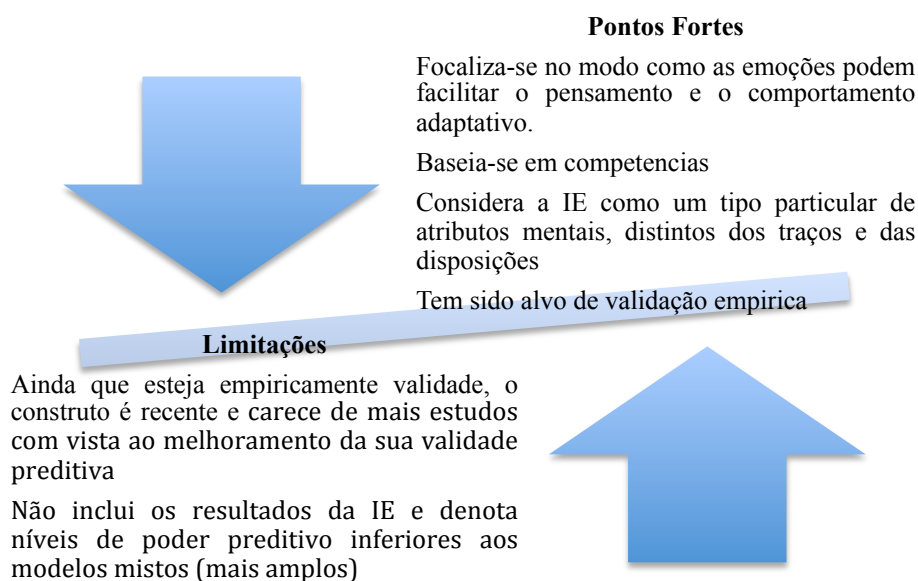 Pontos Fortes
Focaliza-se no modo como as emoções podem
facilitar o pensamento e o comportamento
adaptativo.
Baseia-se em competencias
Considera a IE como um tipo particular de
atributos mentais, distintos dos traços e das
disposições
Tem sido alvo de validação empirica
Limitações
Ainda que esteja empiricamente validade, o
construto é recente e carece de mais estudos
com vista ao melhoramento da sua validade
preditiva
Não inclui os resultados da IE e denota
níveis de poder preditivo inferiores aos
modelos mistos (mais amplos)